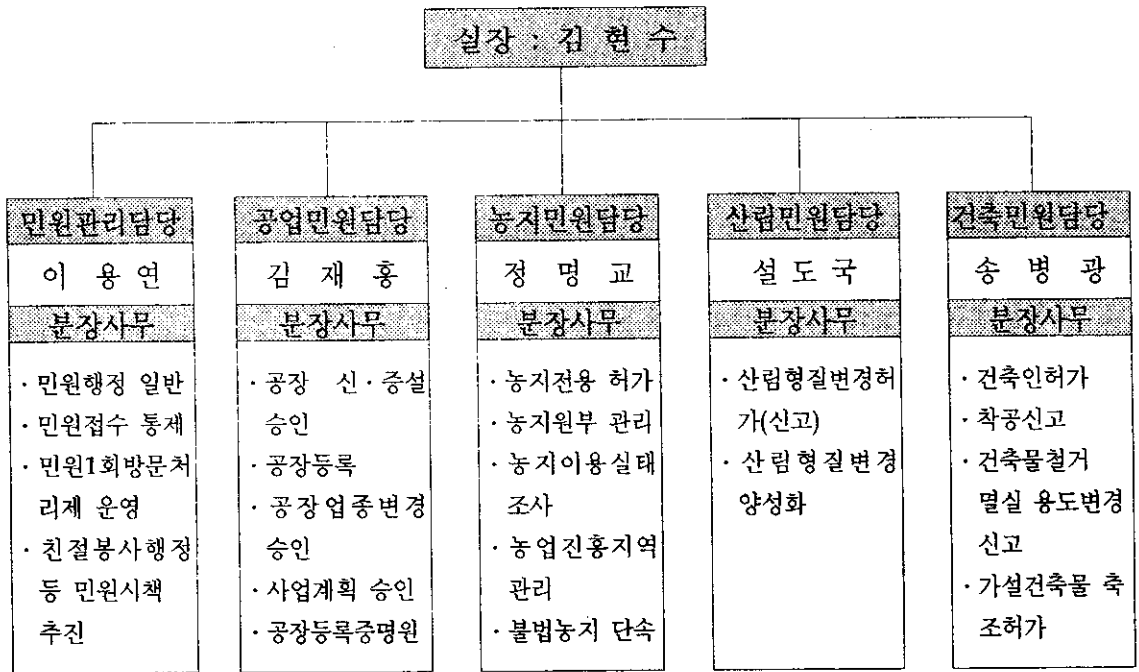 실장 : 김 현 수
민원관리담당
이 용 연
분장사무
· 민원행정 일반
· 민원접수 통제
· 민원1회방문처
리제 운영
· 친절봉사행정
등 민원시책
추진
공업민원담당
김 재 홍
분장사무
· 공장 신·증설
승인
· 공장등록
· 공장업종변경
승인
· 사업계획 승인
· 공장등록증명원
농지민원담당
정 명 교
분장사무
· 농지전용 허가
· 농지원부 관리
· 농지이용실태
조사
· 농업진흥지역
관리
· 불법농지 단속
산림민원담당
설 도 국
분장사무
· 산림형질변경허
가(신고)
· 산림형질변경
양성화
건축민원담당
송 병 광
분장사무
· 건축인허가
· 착공신고
· 건축물철거
멸실 용도변경
신고
· 가설건축물 축
조허가